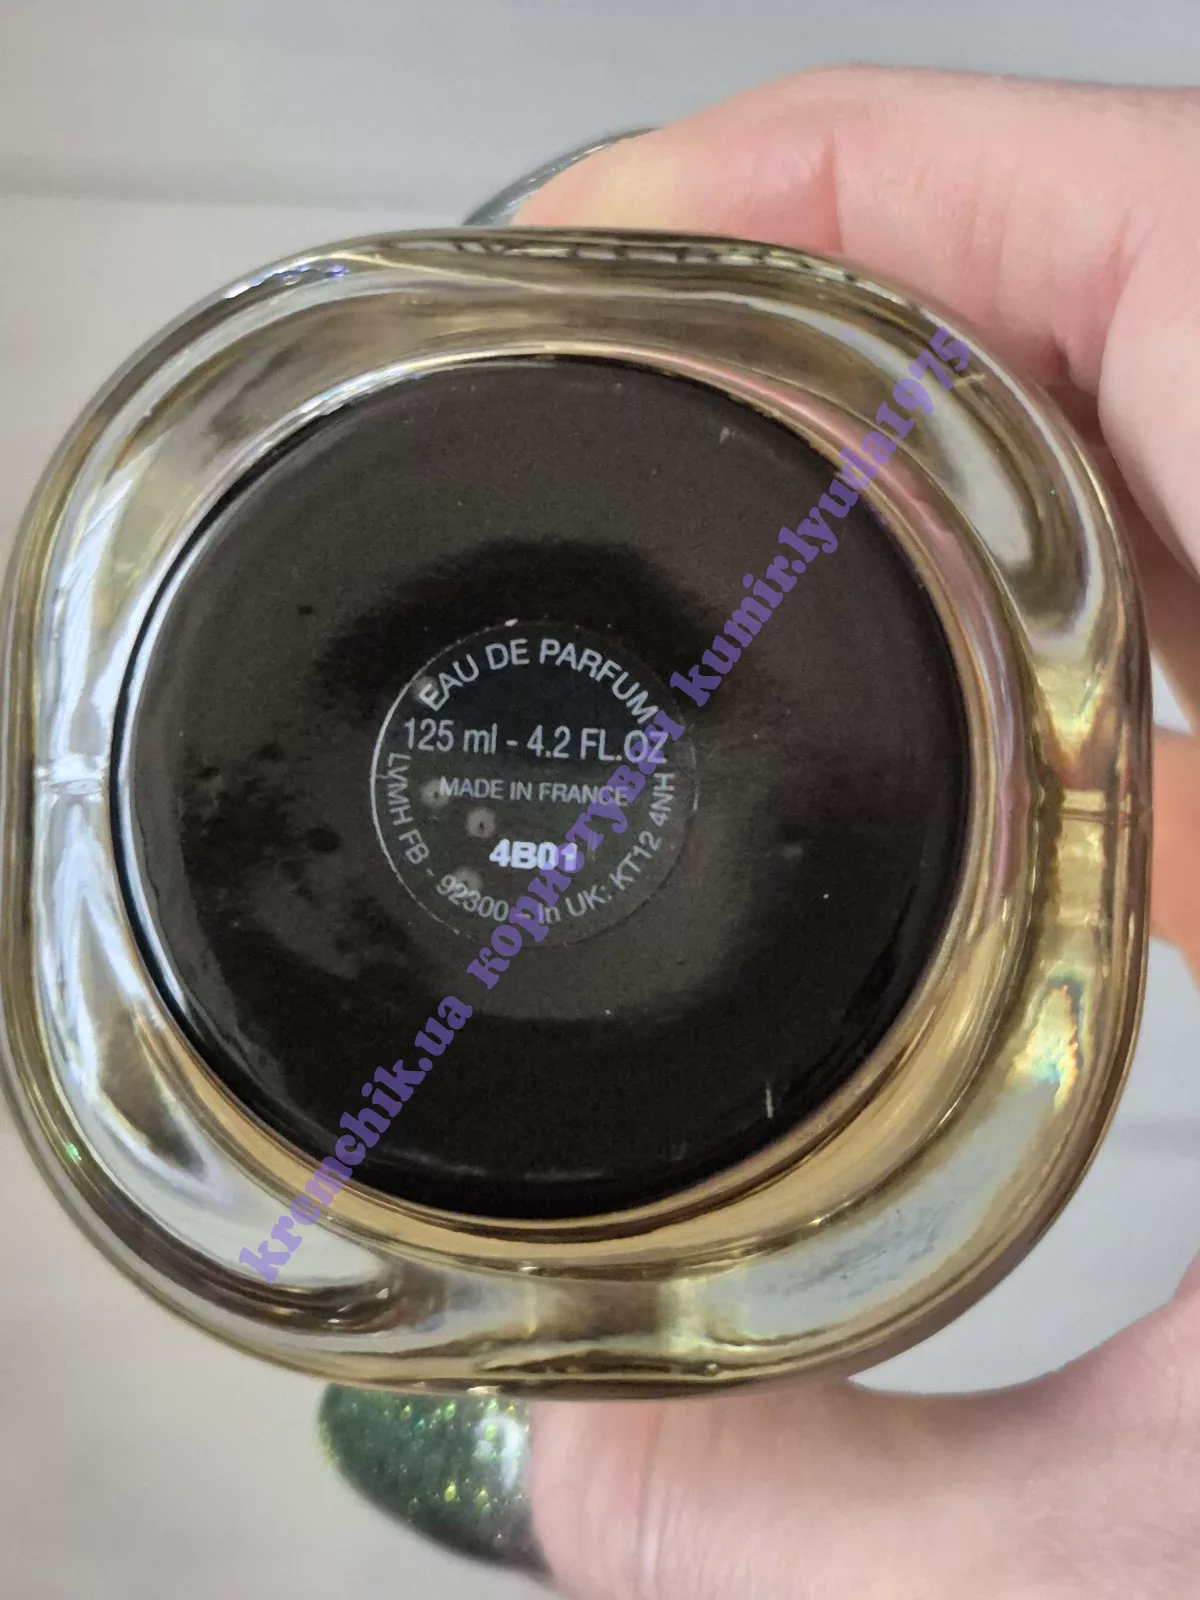 EAU DE PARFUM
125 ml - 4.2 FL.OZ
MADE IN FRANCE
4B01
LVMH FB - 92300 - In UK: KT12 4NH
kremchik.ua користувач kumir.lyuda1975